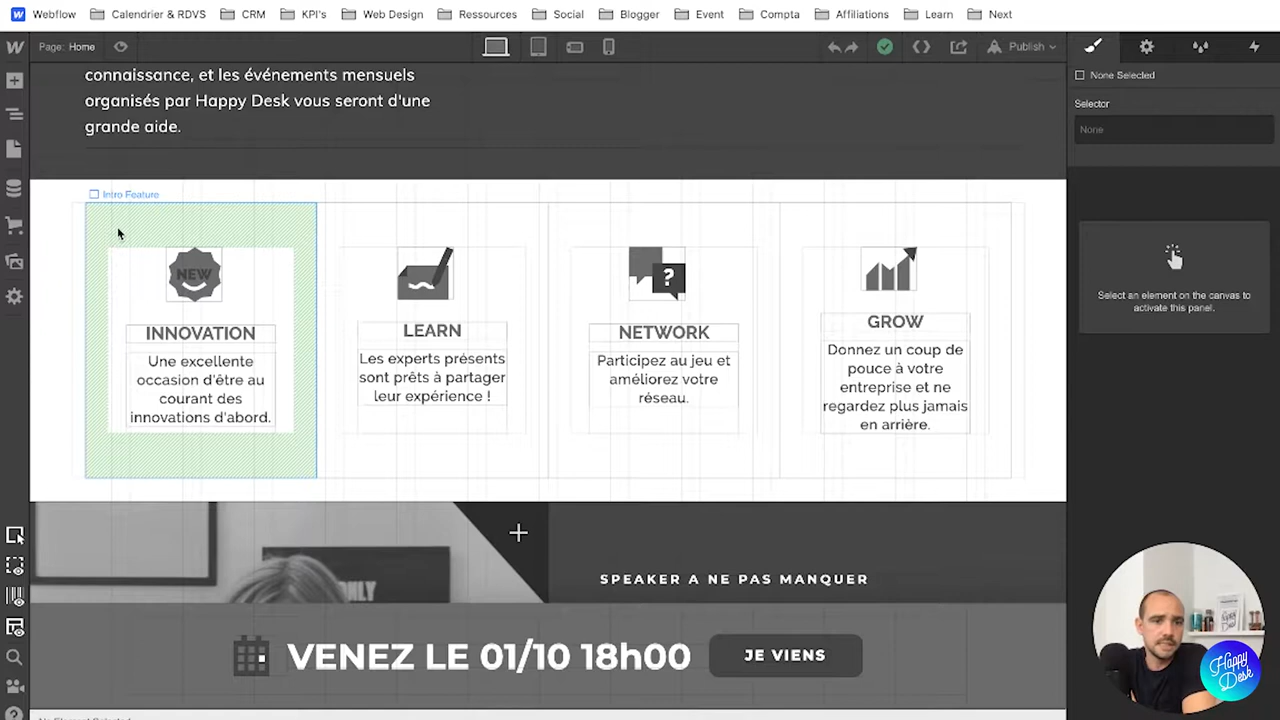 Webflow
Calendrier & RDVS
CRM
KPI's
Web Design
Ressources
Social
Blogger
Event
Compta
Affiliations
Learn
Next
Page: Home
Publish
None Selected
Selector
None
Select an element on the canvas to
activate this panel.
connaissance, et les événements mensuels
organisés par Happy Desk vous seront d'une
grande aide.
Intro Feature
NEW
INNOVATION
Une excellente
occasion d'être au
courant des
innovations d'abord.
LEARN
Les experts présents
sont prêts à partager
leur expérience !
?
NETWORK
Participez au jeu et
améliorez votre
réseau.
GROW
Donnez un coup de
pouce à votre
entreprise et ne
regardez plus jamais
en arrière.
ONLY
SPEAKER A NE PAS MANQUER
VENEZ LE 01/10 18h00
JE VIENS
Happy
Desk